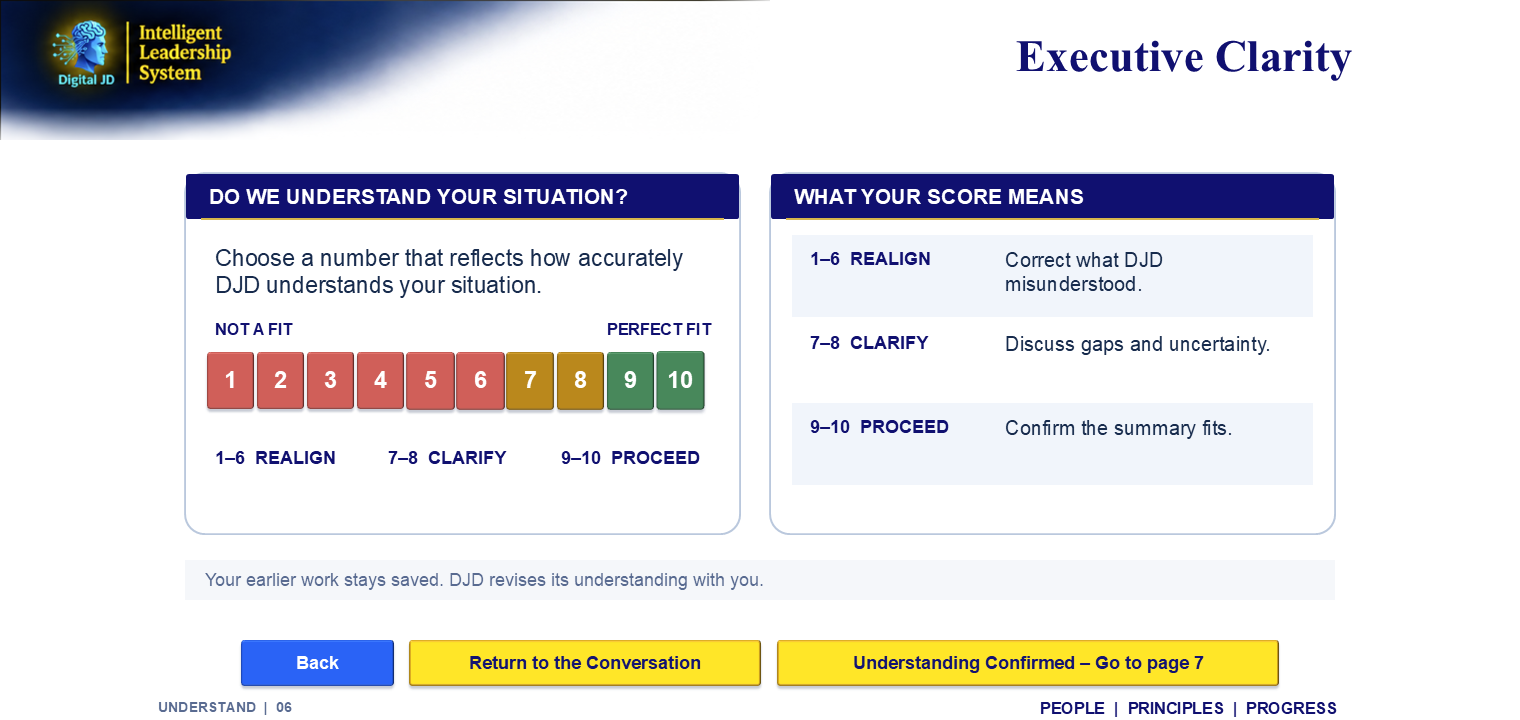 Intelligent
Leadership
System
Digital JD
Executive Clarity
DO WE UNDERSTAND YOUR SITUATION?
Choose a number that reflects how accurately
DJD understands your situation.
NOT A FIT PERFECT FIT
1 2 3 4 5 6 7 8 9 10
1–6 REALIGN 7–8 CLARIFY 9–10 PROCEED
WHAT YOUR SCORE MEANS
1–6 REALIGN Correct what DJD
misunderstood.
7–8 CLARIFY Discuss gaps and uncertainty.
9–10 PROCEED Confirm the summary fits.
Your earlier work stays saved. DJD revises its understanding with you.
Back Return to the Conversation Understanding Confirmed – Go to page 7
UNDERSTAND | 06 PEOPLE | PRINCIPLES | PROGRESS